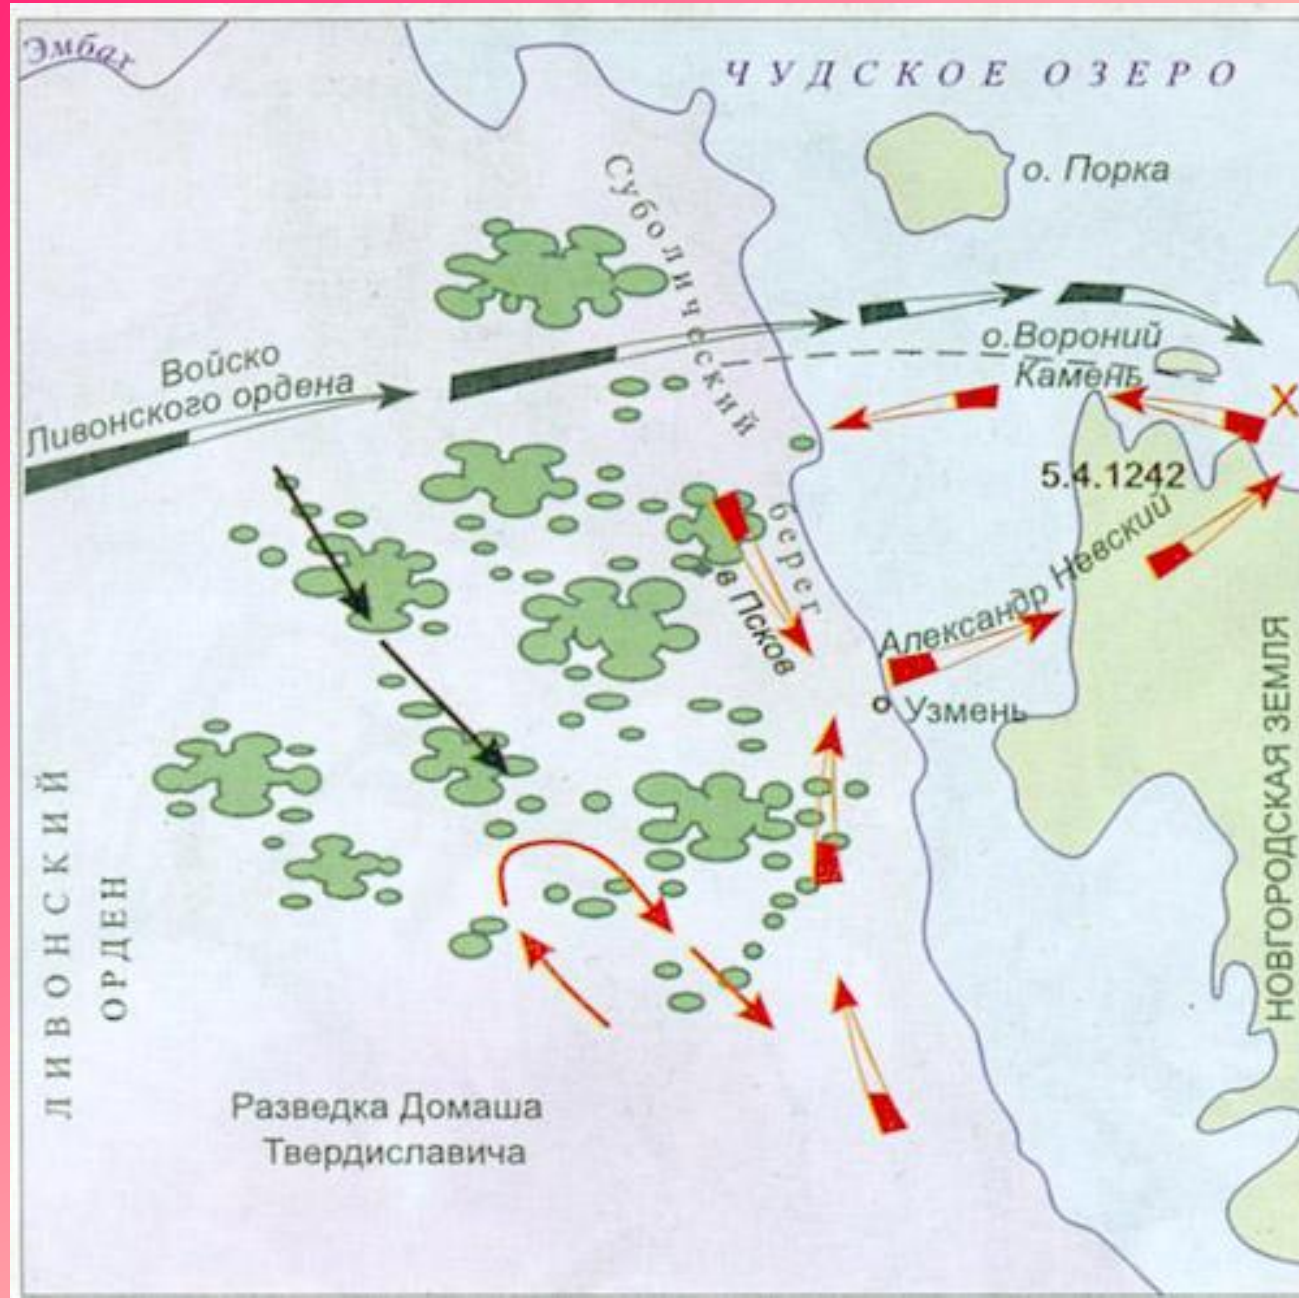 Эмбах
ЧУДСКОЕ ОЗЕРО
о. Порка
Суболический
берег
о.Вороний
Камень
Войско
Ливонского ордена
5.4.1242
в Псков
Александр Невский
Узмень
НОВГОРОДСКАЯ ЗЕМЛЯ
ЛИВОНСКИЙ
ОРДЕН
Разведка Домаша
Твердиславича